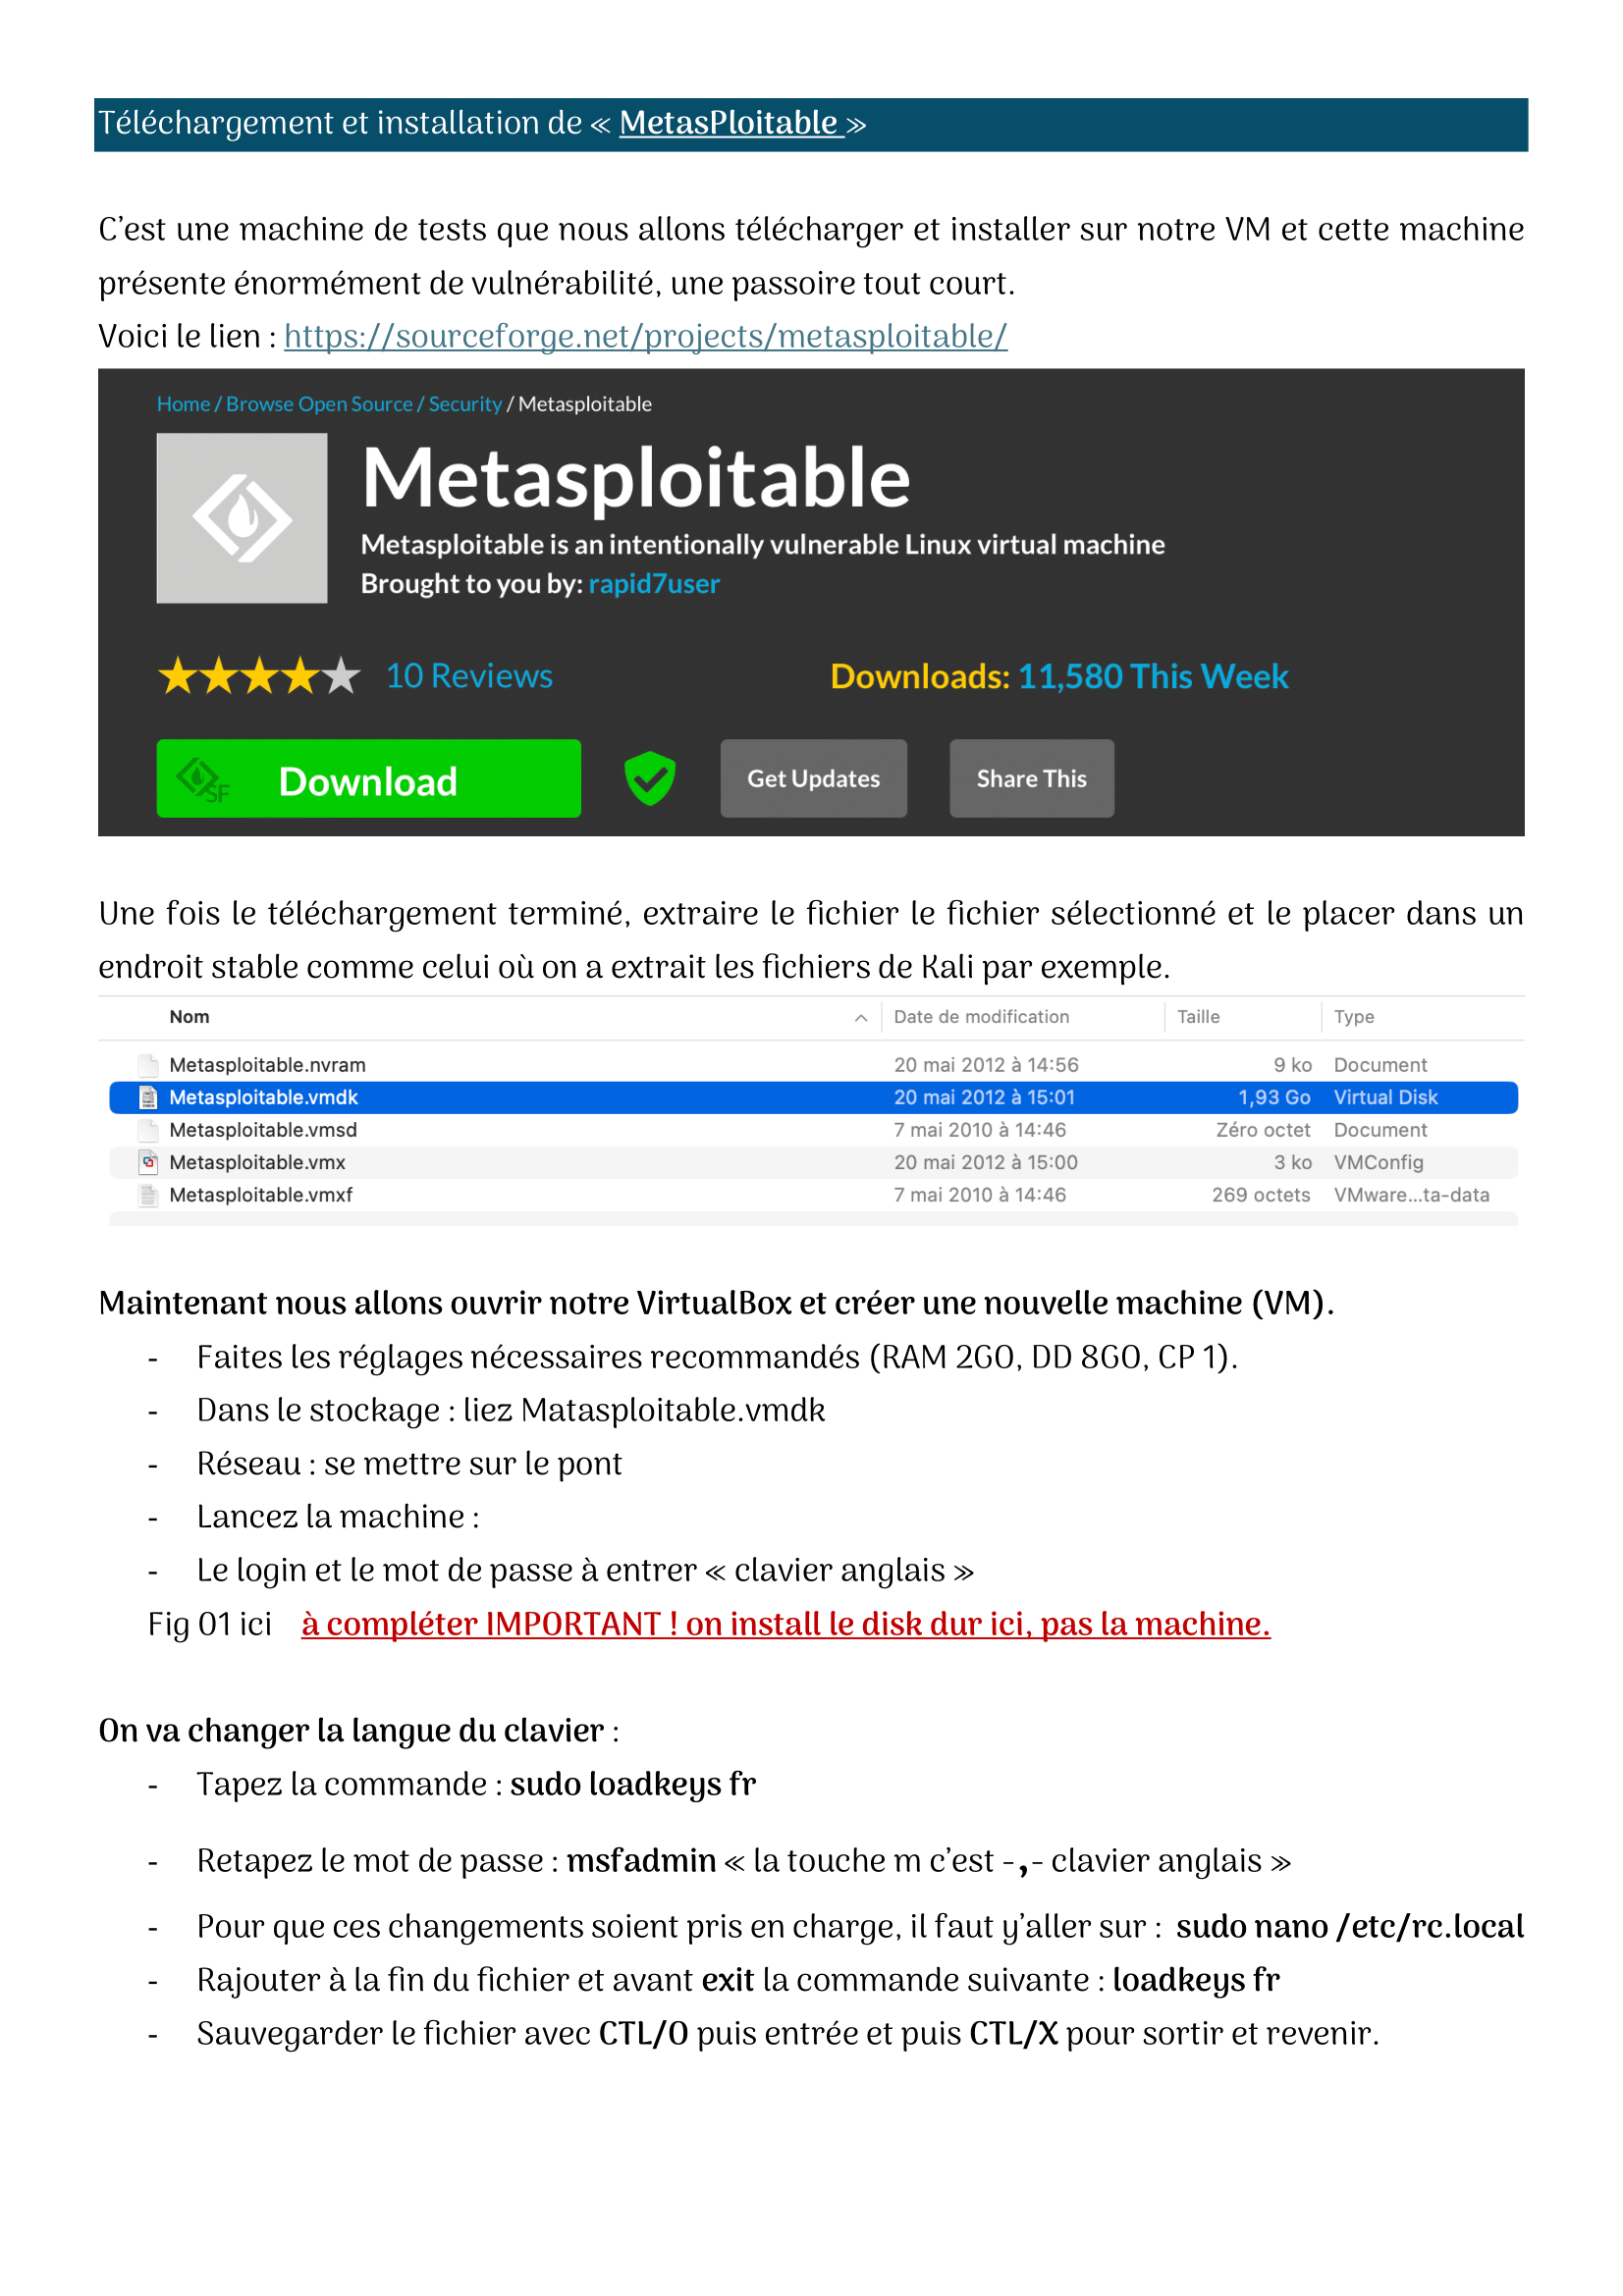 Téléchargement et installation de « MetasPloitable »
C’est une machine de tests que nous allons télécharger et installer sur notre VM et cette machine
présente énormément de vulnérabilité, une passoire tout court.
Voici le lien : https://sourceforge.net/projects/metasploitable/
Home / Browse Open Source / Security / Metasploitable
Metasploitable
Metasploitable is an intentionally vulnerable Linux virtual machine
Brought to you by: rapid7user
10 Reviews Downloads: 11,580 This Week
SF Download Get Updates Share This
Une fois le téléchargement terminé, extraire le fichier le fichier sélectionné et le placer dans un
endroit stable comme celui où on a extrait les fichiers de Kali par exemple.
Nom Date de modification Taille Type
Metasploitable.nvram 20 mai 2012 à 14:56 9 ko Document
Metasploitable.vmdk 20 mai 2012 à 15:01 1,93 Go Virtual Disk
Metasploitable.vmsd 7 mai 2010 à 14:46 Zéro octet Document
Metasploitable.vmx 20 mai 2012 à 15:00 3 ko VMConfig
Metasploitable.vmxf 7 mai 2010 à 14:46 269 octets VMware...ta-data
Maintenant nous allons ouvrir notre VirtualBox et créer une nouvelle machine (VM).
- Faites les réglages nécessaires recommandés (RAM 2GO, DD 8GO, CP 1).
- Dans le stockage : liez Matasploitable.vmdk
- Réseau : se mettre sur le pont
- Lancez la machine :
- Le login et le mot de passe à entrer « clavier anglais »
Fig 01 ici à compléter IMPORTANT ! on install le disk dur ici, pas la machine.
On va changer la langue du clavier :
- Tapez la commande : sudo loadkeys fr
- Retapez le mot de passe : msfadmin « la touche m c’est -,- clavier anglais »
- Pour que ces changements soient pris en charge, il faut y’aller sur : sudo nano /etc/rc.local
- Rajouter à la fin du fichier et avant exit la commande suivante : loadkeys fr
- Sauvegarder le fichier avec CTL/O puis entrée et puis CTL/X pour sortir et revenir.